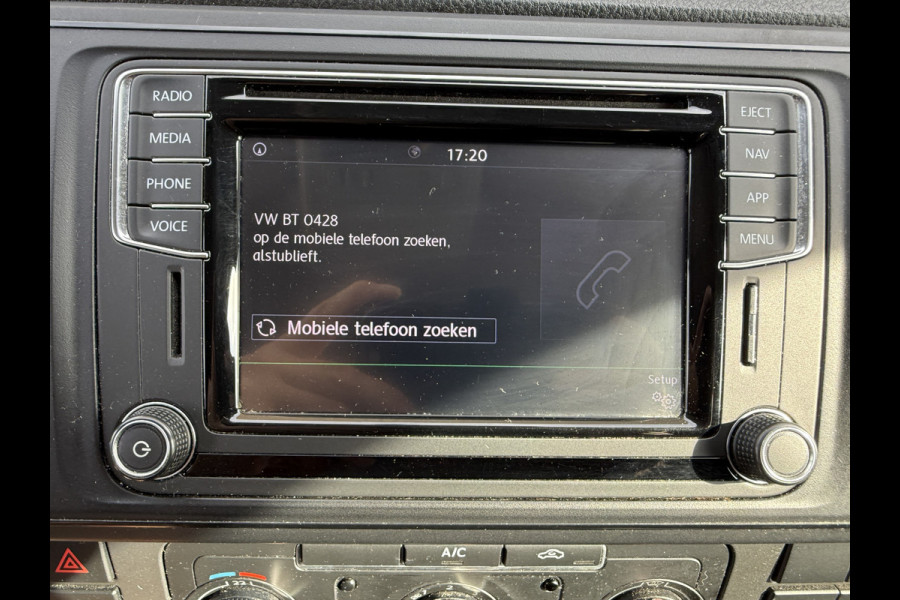 RADIO
MEDIA
PHONE
VOICE
EJECT
NAV
APP
MENU
17:20
VW BT 0428
op de mobiele telefoon zoeken,
alstublieft.
Mobiele telefoon zoeken
Setup
A/C
22